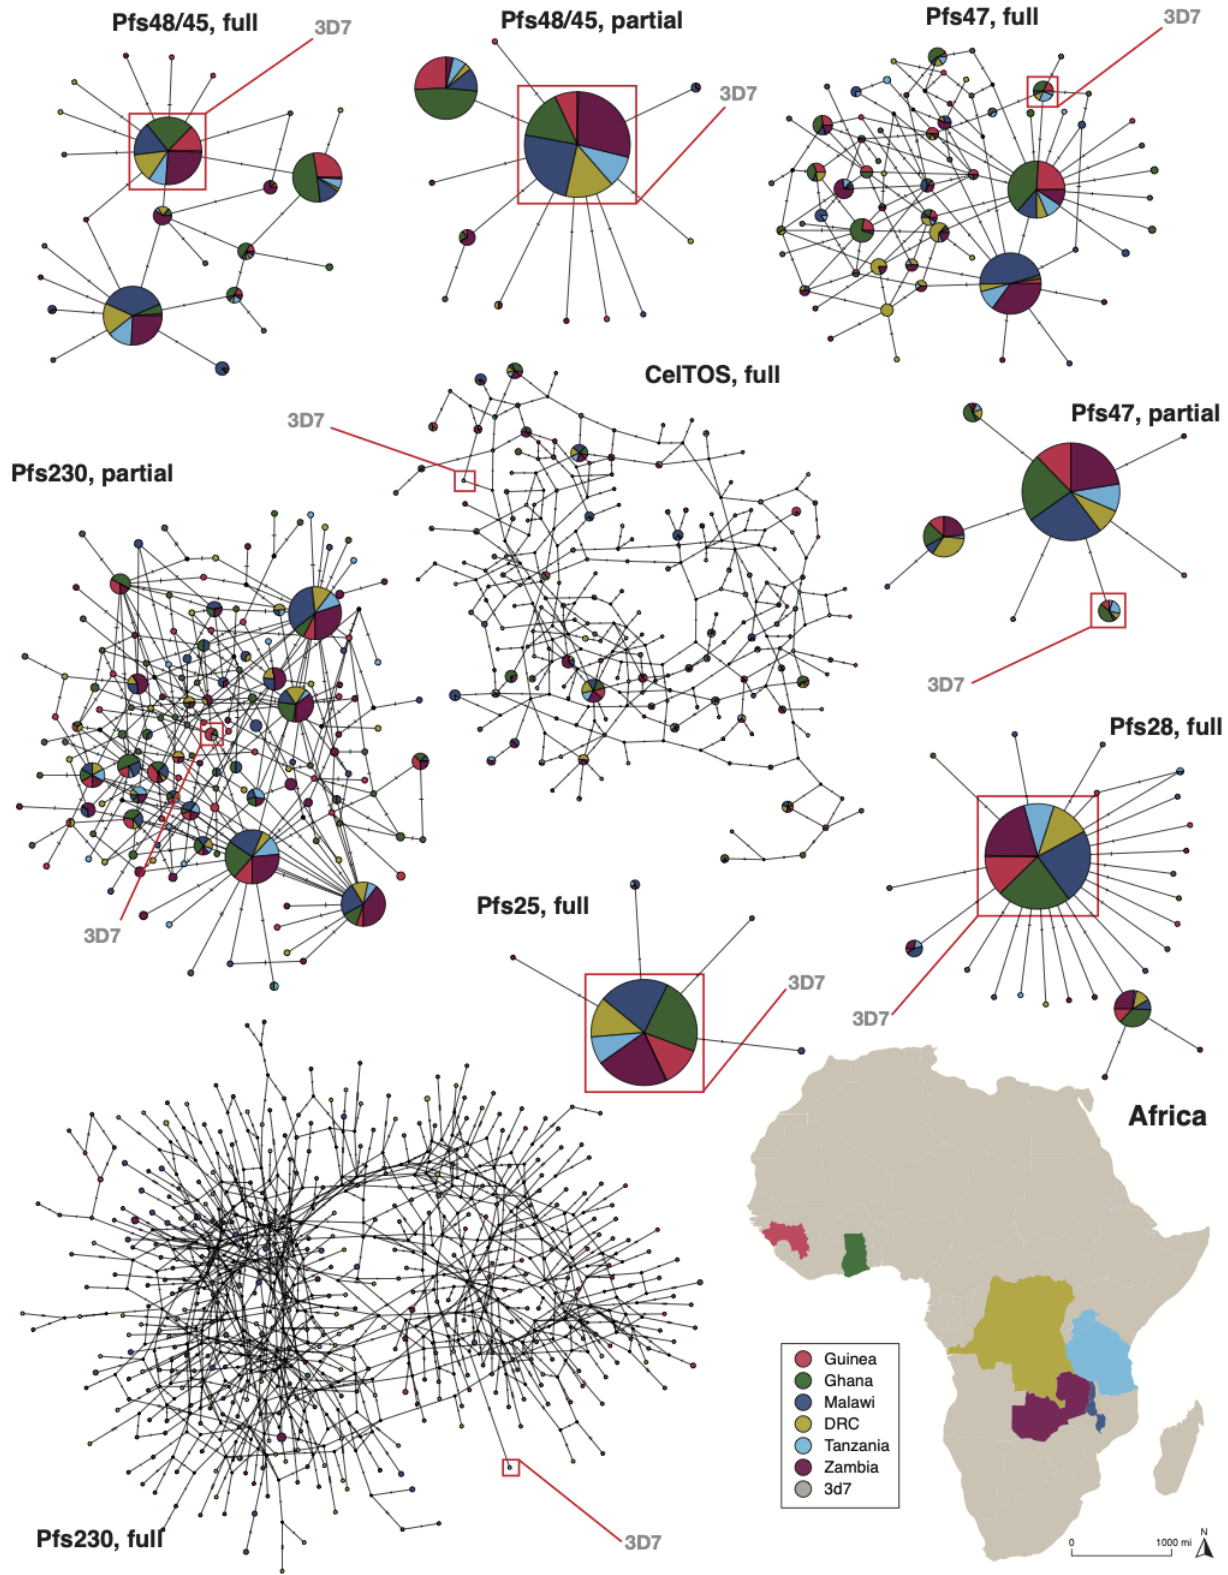 Pfs48/45, full
3D7
Pfs48/45, partial
3D7
Pfs47, full
3D7
CelTOS, full
3D7
Pfs47, partial
3D7
Pfs230, partial
3D7
Pfs28, full
3D7
Pfs25, full
3D7
Africa
Guinea
Ghana
Malawi
DRC
Tanzania
Zambia
3d7
Pfs230, full
3D7
0 1000 mi
N